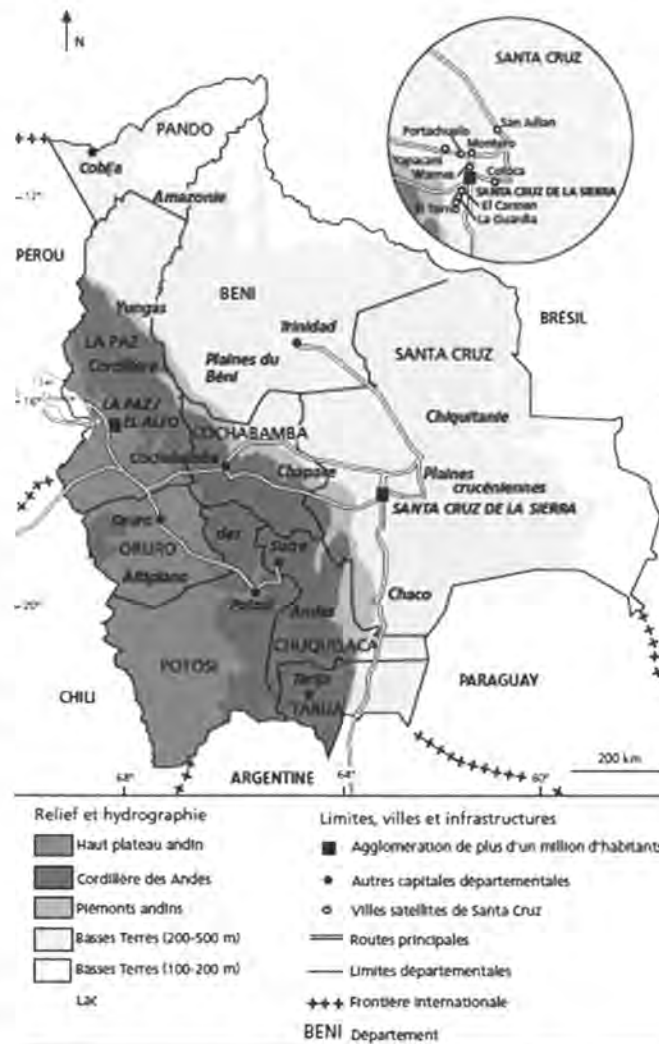 N
SANTA CRUZ
San Julian
Portachuelo
Montero
Yapacani
Warnes
Cotoca
SANTA CRUZ DE LA SIERRA
El Torno
El Carmen
La Guardia
PANDO
Cobija
12°
Amazonie
PÉROU
BENI
BRÉSIL
Yungas
Trinidad
LA PAZ
SANTA CRUZ
Cordillère
Plaines du
Béni
16°
LA PAZ/
EL ALTO
Chiquitanie
COCHABAMBA
Cochabamba
Chapare
Plaines
crucéniennes
SANTA CRUZ DE LA SIERRA
Oruro
des
ORURO
Sucre
Altiplano
Potosi
Andes
Chaco
20°
CHUQUISACA
POTOSI
Tarija
PARAGUAY
CHILI
TARIJA
200 km
68°
ARGENTINE
64°
60°
Relief et hydrographie
Haut plateau andin
Cordillère des Andes
Piémonts andins
Basses Terres (200-500 m)
Basses Terres (100-200 m)
Lac
Limites, villes et infrastructures
Agglomération de plus d'un million d'habitants
Autres capitales départementales
Villes satellites de Santa Cruz
Routes principales
Limites départementales
Frontière Internationale
BENI Département